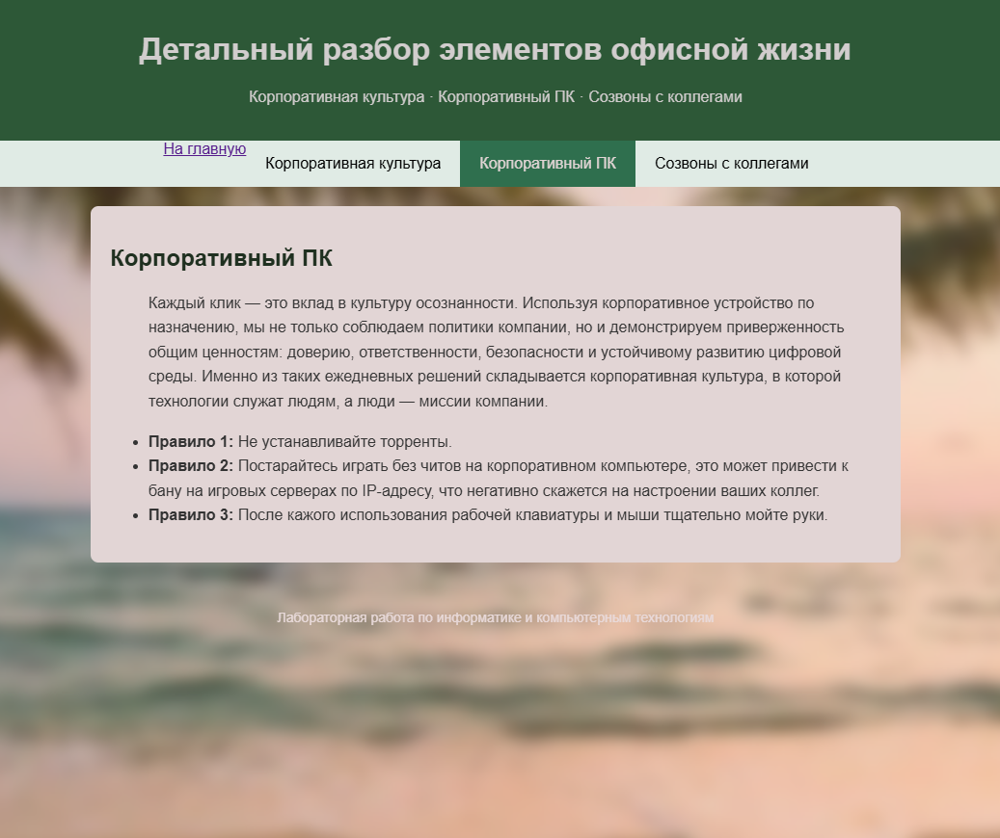 Детальный разбор элементов офисной жизни
Корпоративная культура · Корпоративный ПК · Созвоны с коллегами
На главную
Корпоративная культура
Корпоративный ПК
Созвоны с коллегами
Корпоративный ПК
Каждый клик — это вклад в культуру осознанности. Используя корпоративное устройство по
назначению, мы не только соблюдаем политики компании, но и демонстрируем приверженность
общим ценностям: доверию, ответственности, безопасности и устойчивому развитию цифровой
среды. Именно из таких ежедневных решений складывается корпоративная культура, в которой
технологии служат людям, а люди — миссии компании.
• Правило 1: Не устанавливайте торренты.
• Правило 2: Постарайтесь играть без читов на корпоративном компьютере, это может привести к
бану на игровых серверах по IP-адресу, что негативно скажется на настроении ваших коллег.
• Правило 3: После кажого использования рабочей клавиатуры и мыши тщательно мойте руки.
Лабораторная работа по информатике и компьютерным технологиям